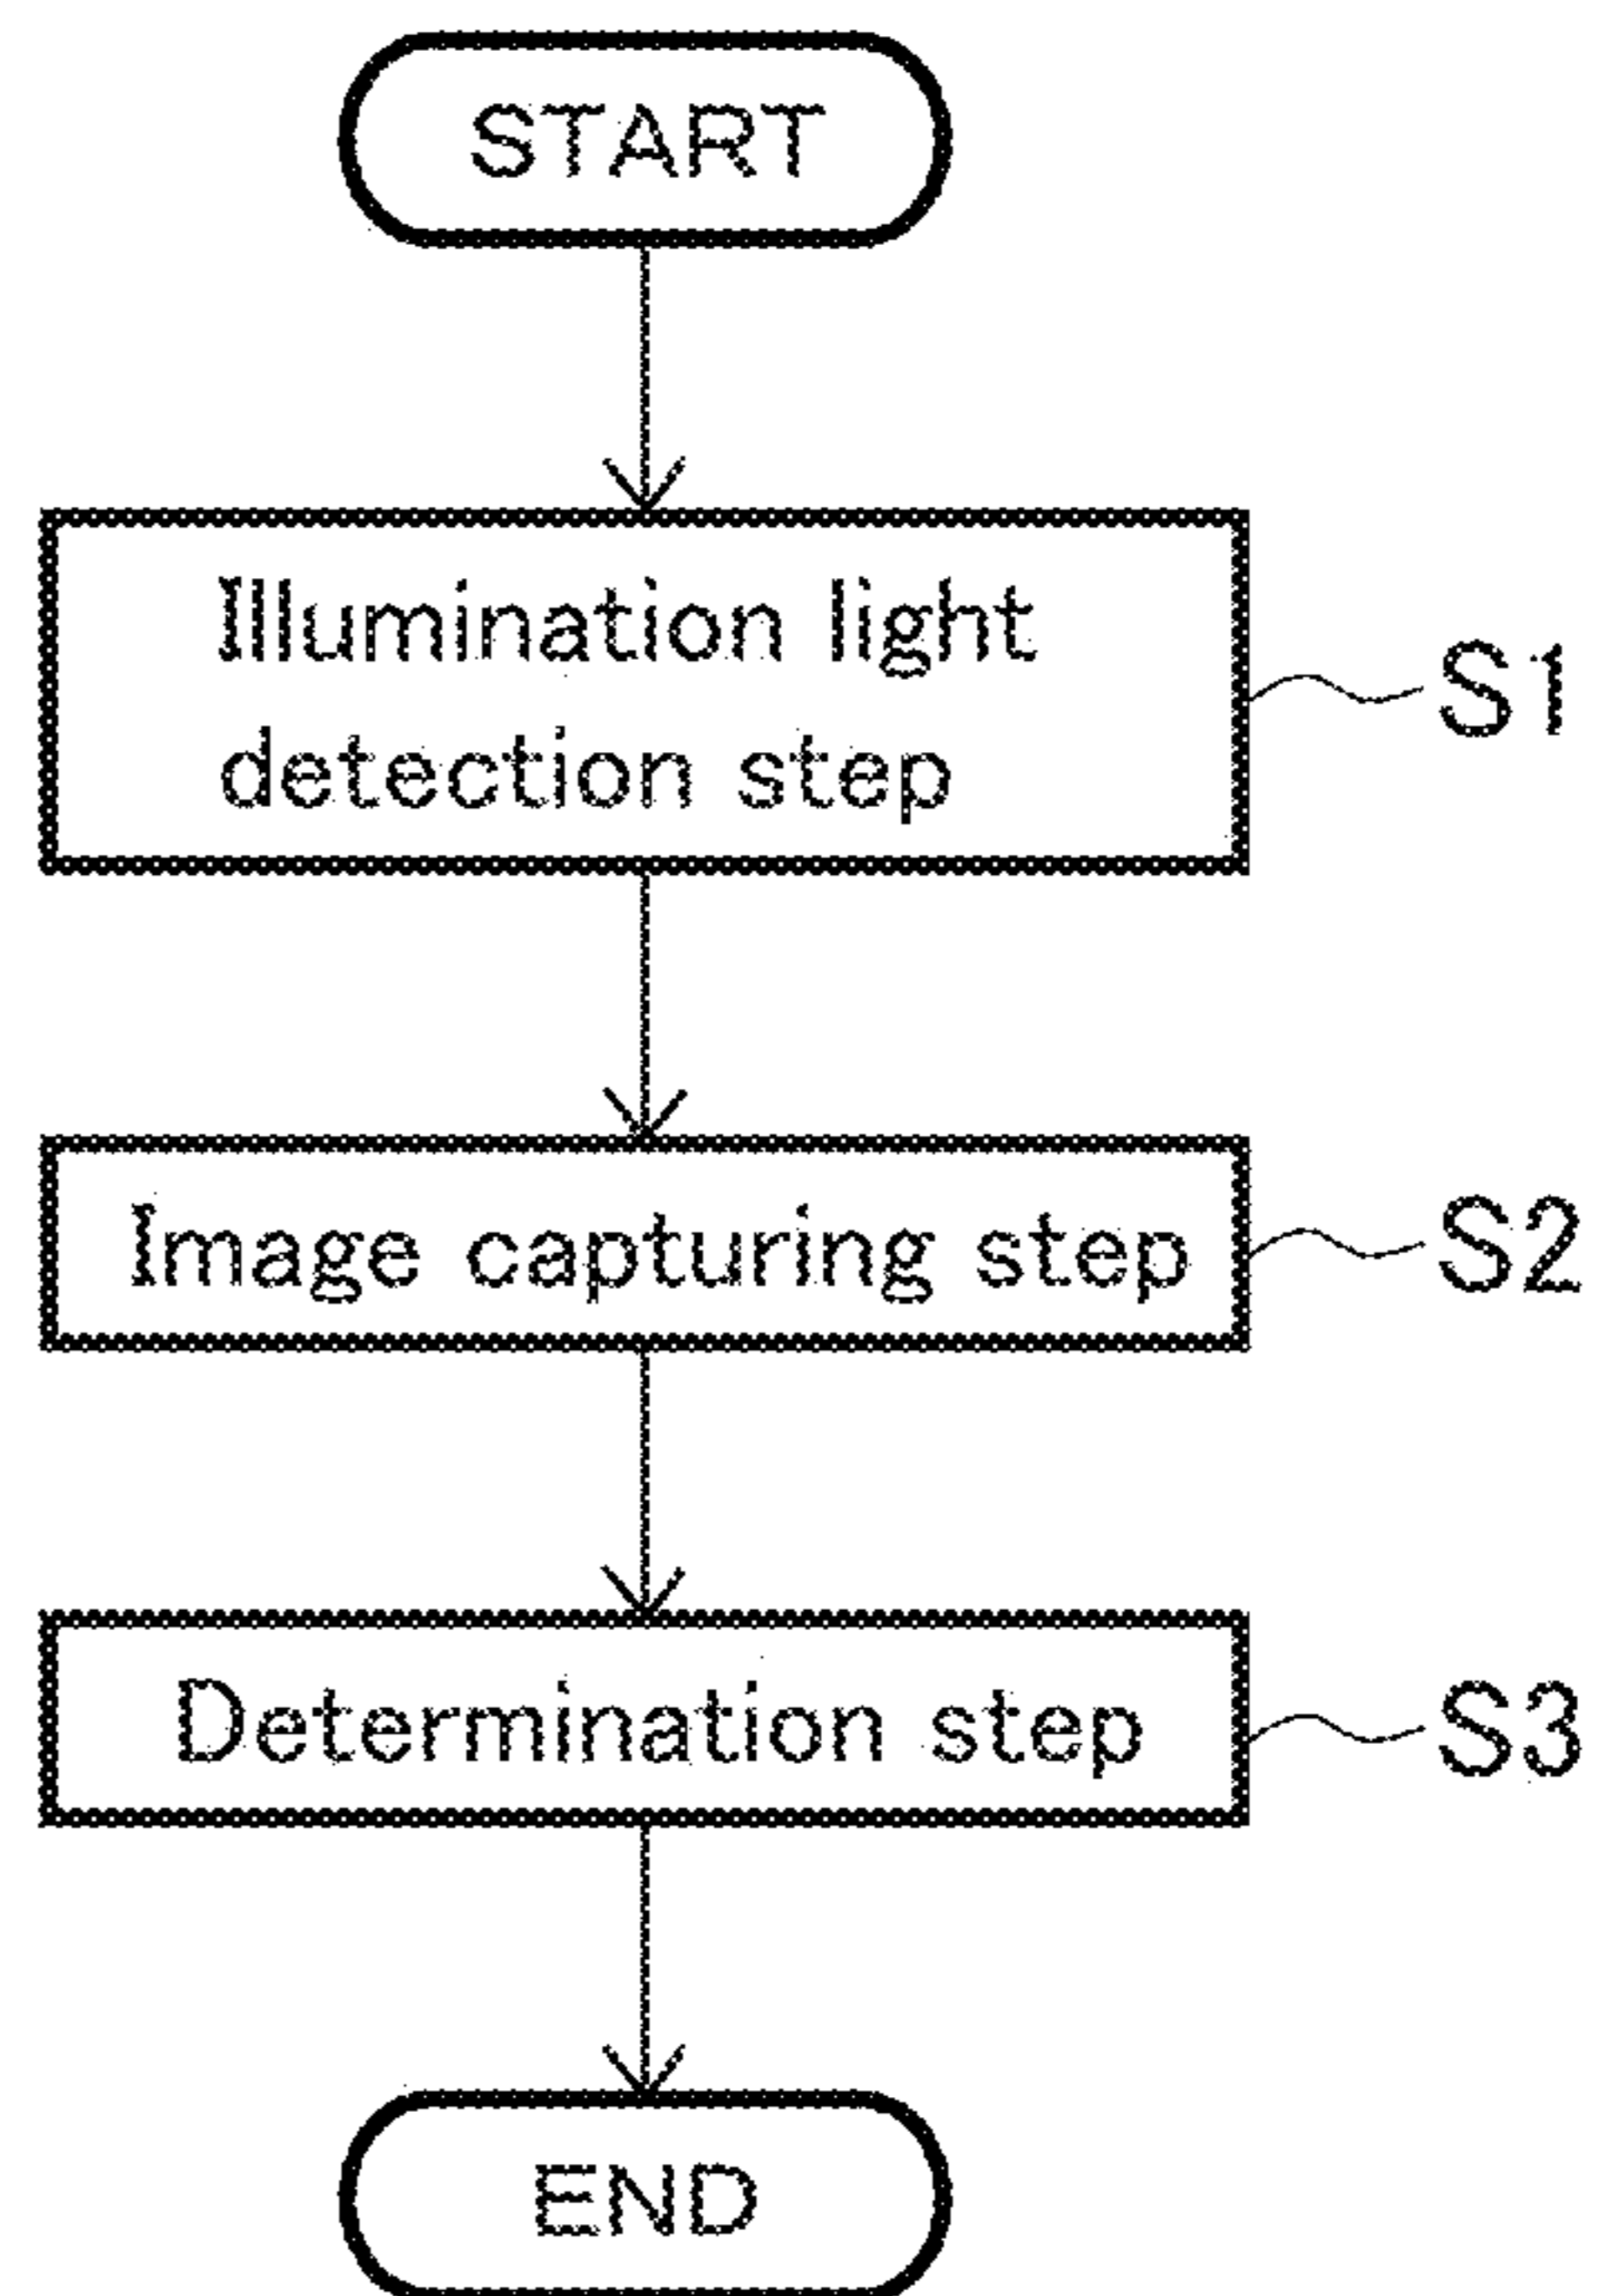 START
Illumination light
detection step
S1
Image capturing step
S2
Determination step
S3
END